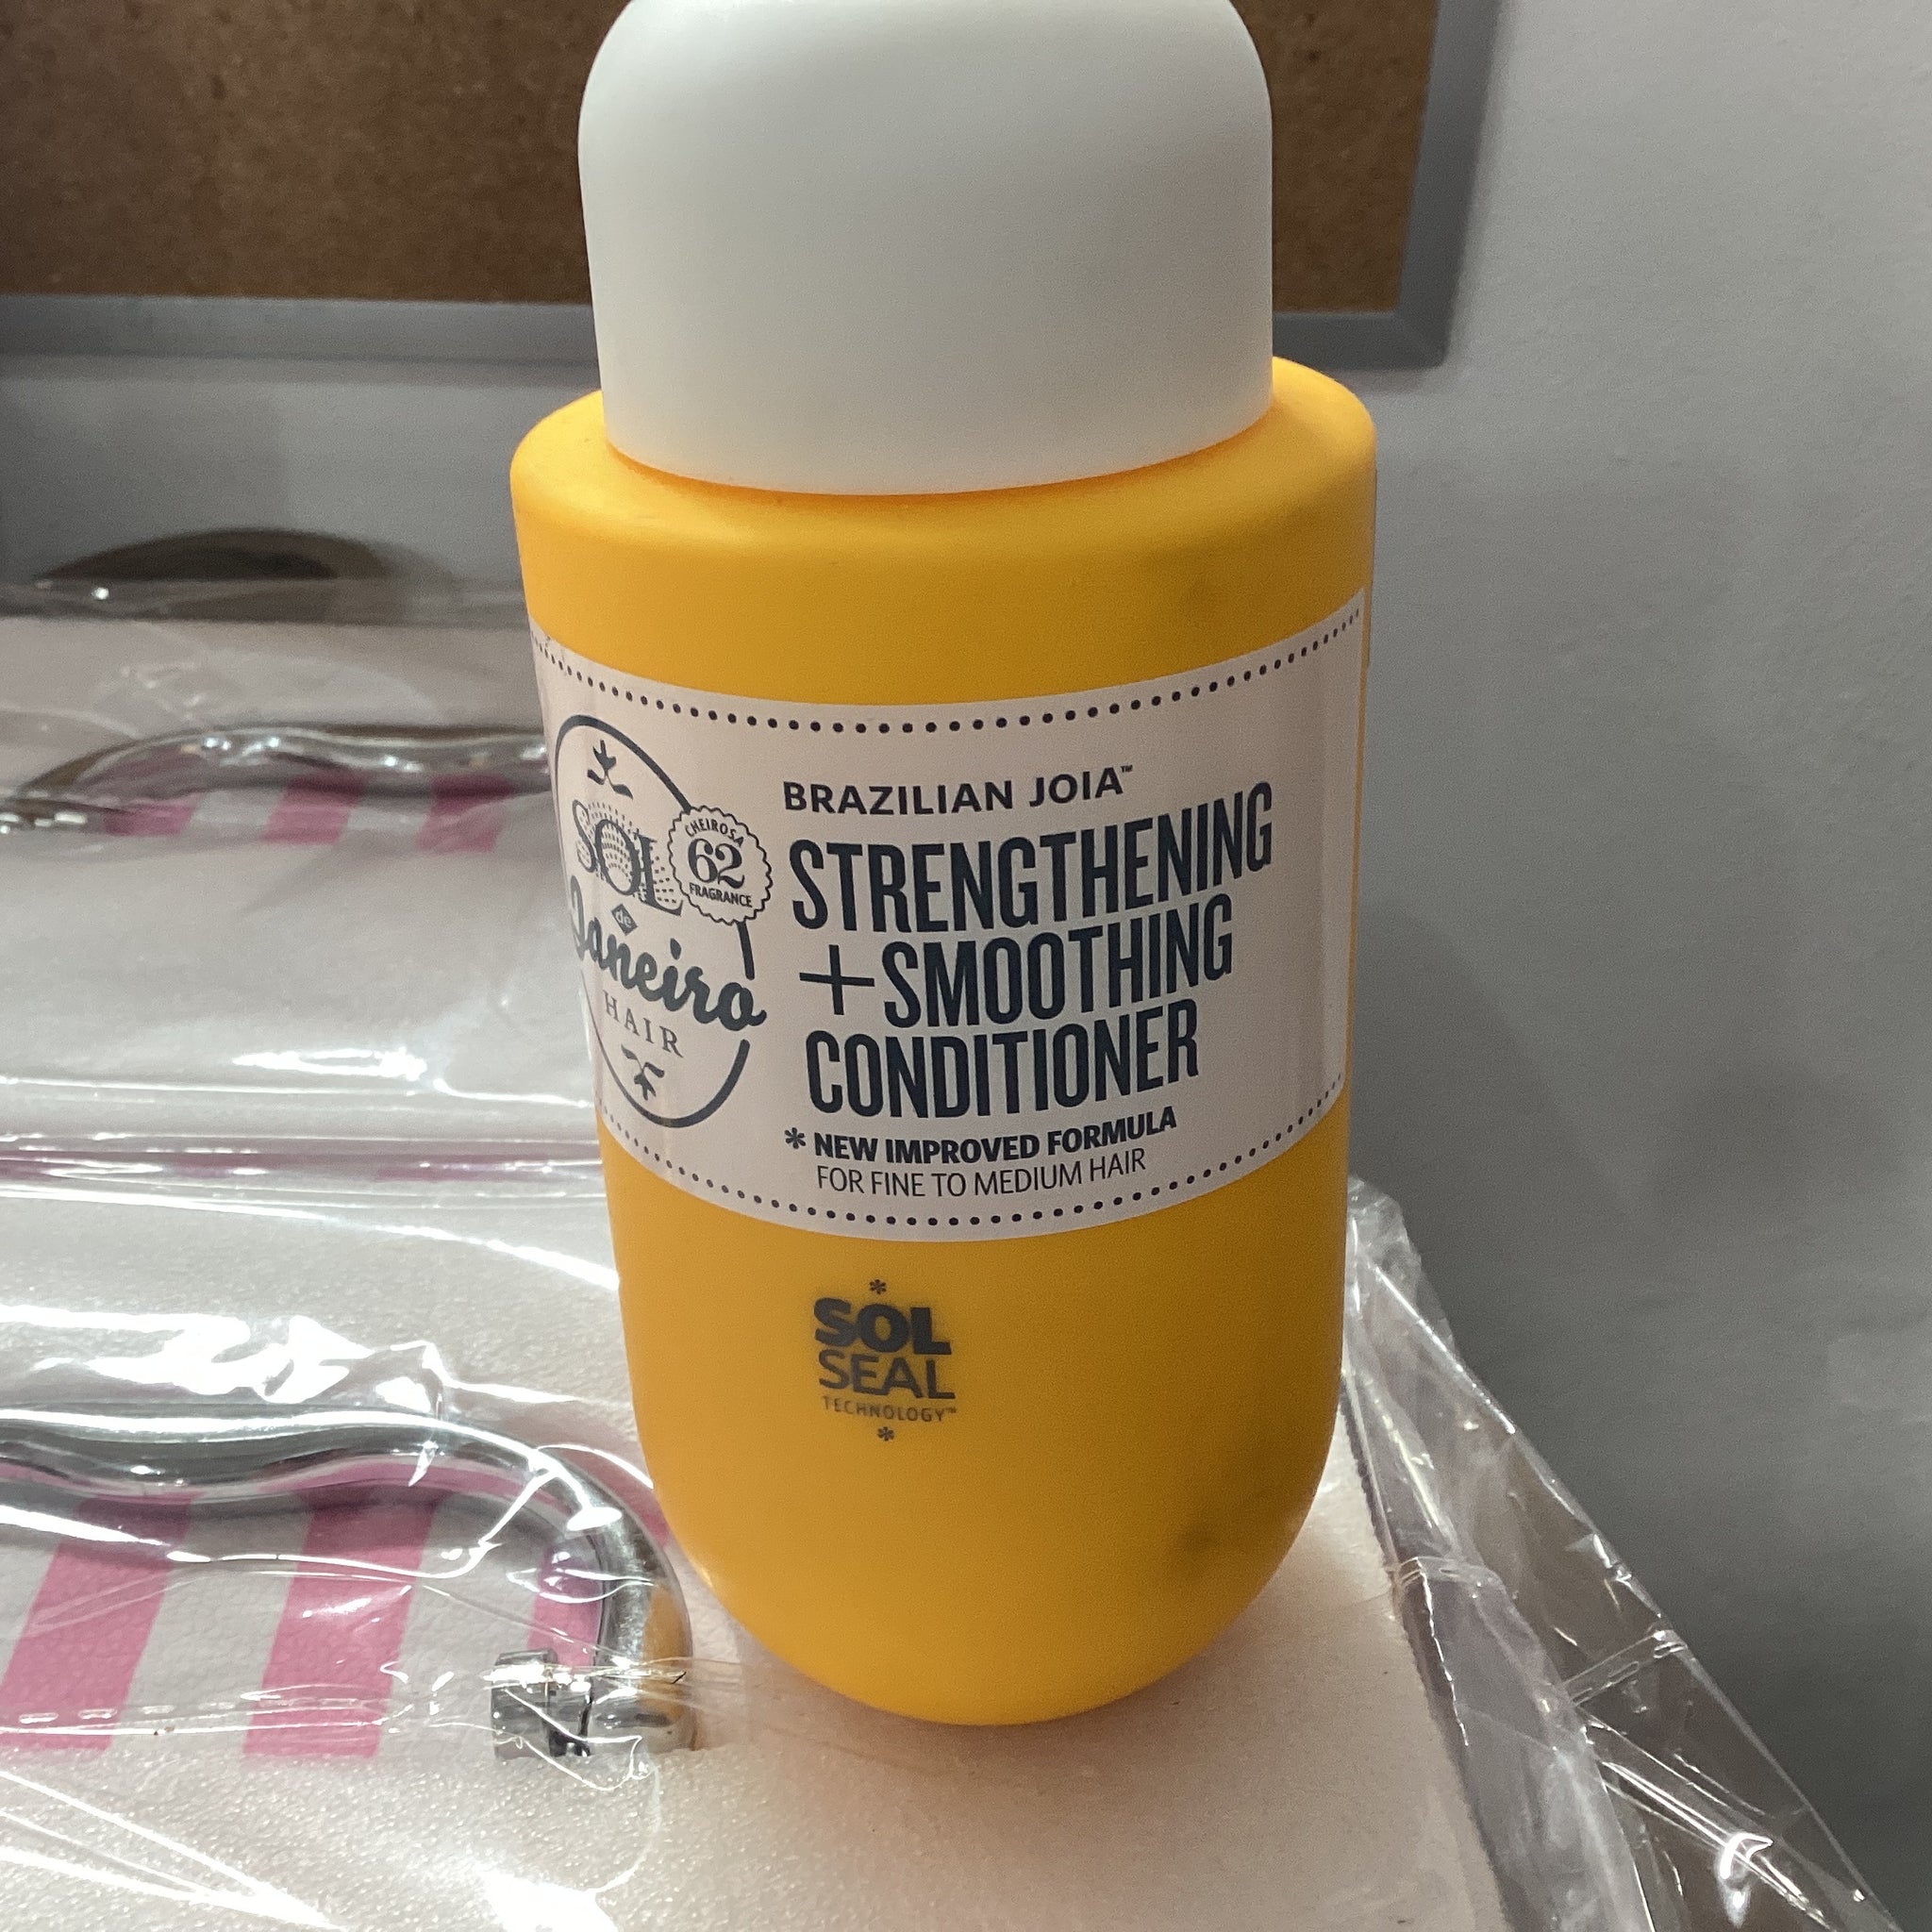 SOL
de
Janeiro
HAIR
CHEIROSA
62
FRAGRANCE
BRAZILIAN JOIA™
STRENGTHENING
+SMOOTHING
CONDITIONER
* NEW IMPROVED FORMULA
FOR FINE TO MEDIUM HAIR
*
SOL
SEAL
TECHNOLOGY™
*